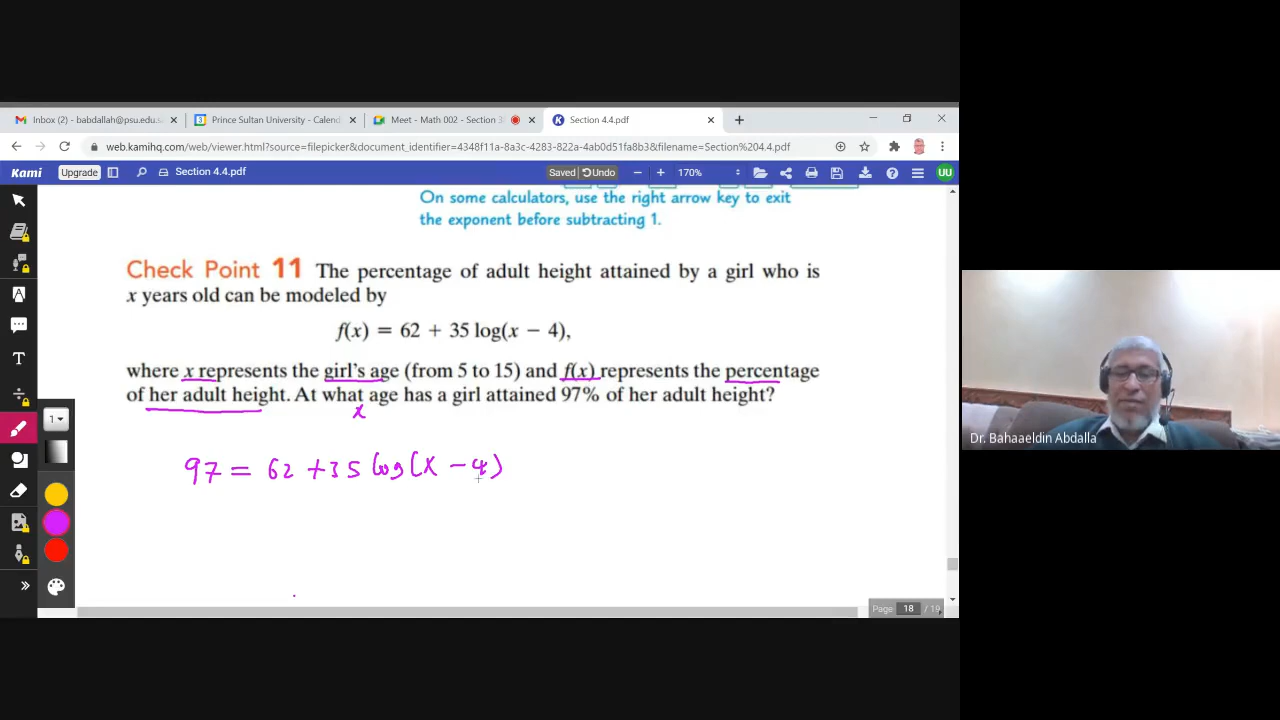 Inbox (2) - babdallah@psu.edu.s
Prince Sultan University - Calend
Meet - Math 002 - Section 3
Section 4.4.pdf
web.kamihq.com/web/viewer.html?source=filepicker&document_identifier=4348f11a-8a3c-4283-822a-4ab0d51fa8b3&filename=Section%204.4.pdf
Kami Upgrade Section 4.4.pdf Saved Undo 170% UU
On some calculators, use the right arrow key to exit
the exponent before subtracting 1.
Check Point 11 The percentage of adult height attained by a girl who is
x years old can be modeled by
f(x) = 62 + 35 log(x − 4),
where x represents the girl's age (from 5 to 15) and f(x) represents the percentage
of her adult height. At what age has a girl attained 97% of her adult height?
x
97 = 62 + 35 log(x − 4)
Dr. Bahaaeldin Abdalla
1
Page 18 / 19